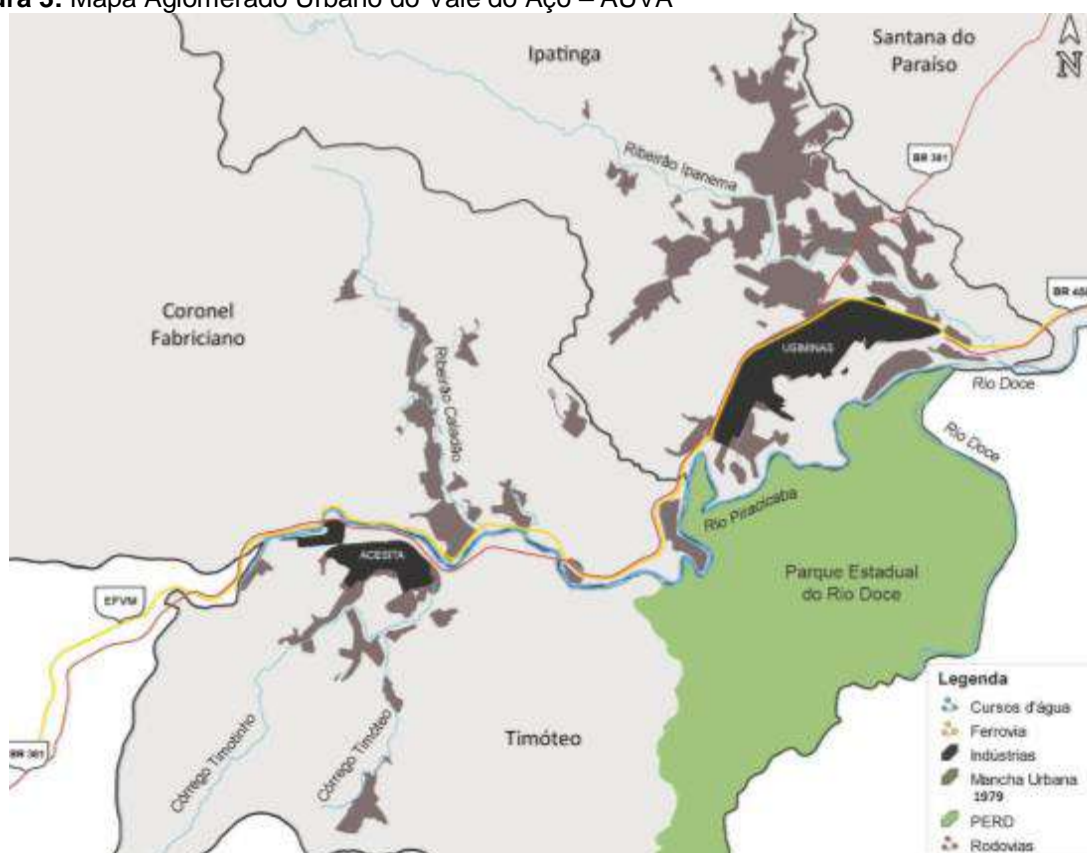 ura 3: Mapa Aglomerado Urbano do Vale do Aço – AUVA
Ipatinga
Santana do
Paraíso
N
BR 381
Ribeirão Ipanema
Coronel
Fabriciano
Ribeirão Caladão
BR 458
USIMINAS
Rio Doce
Rio Doce
Rio Piracicaba
ACESITA
EFVM
Parque Estadual
do Rio Doce
BR 381
Córrego Timotinho
Córrego Timóteo
Timóteo
Legenda
Cursos d'água
Ferrovia
Indústrias
Mancha Urbana
1979
PERD
Rodovias